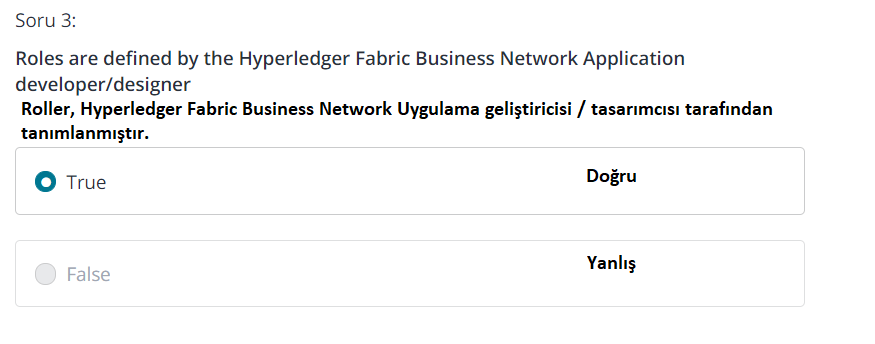 Soru 3:
Roles are defined by the Hyperledger Fabric Business Network Application
developer/designer
Roller, Hyperledger Fabric Business Network Uygulama geliştiricisi / tasarımcısı tarafından
tanımlanmıştır.
True Doğru
False Yanlış